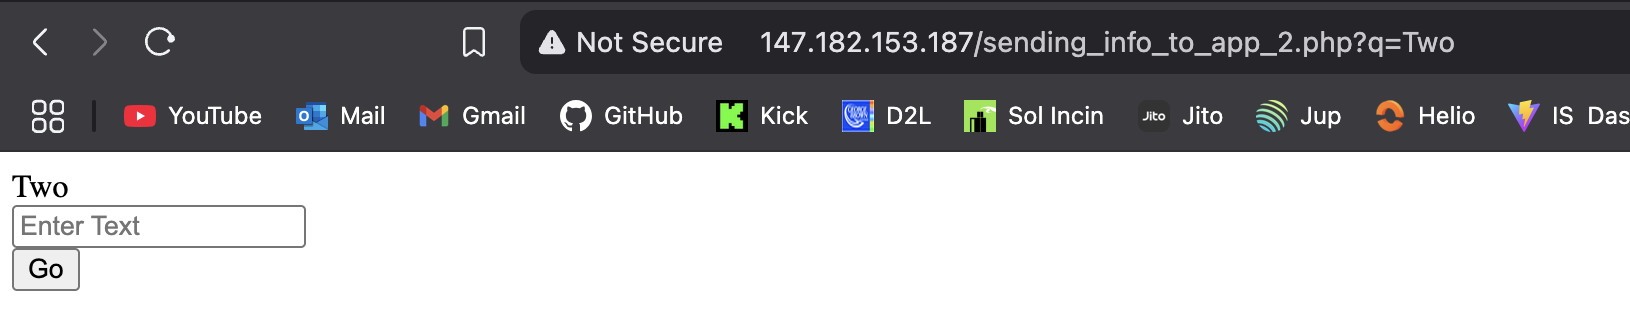 Not Secure 147.182.153.187/sending_info_to_app_2.php?q=Two
YouTube Mail Gmail GitHub Kick D2L Sol Incin Jito Jito Jup Helio IS Das
Two
Enter Text
Go